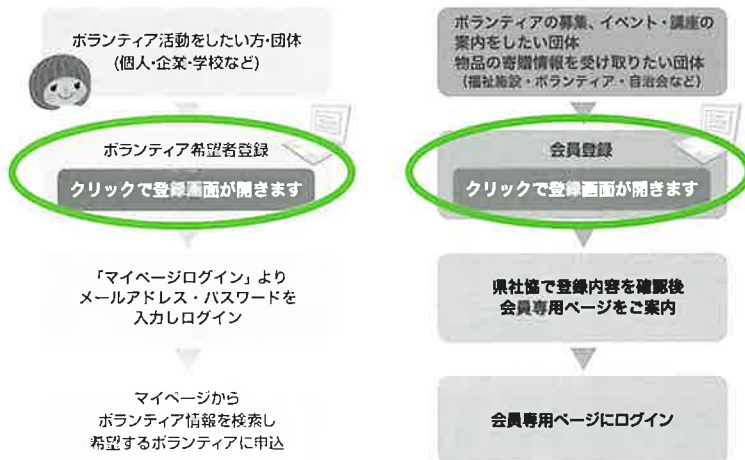 ボランティア活動をしたい方・団体
(個人・企業・学校など)
ボランティア希望者登録
クリックで登録画面が開きます
「マイページログイン」より
メールアドレス・パスワードを
入力しログイン
マイページから
ボランティア情報を検索し
希望するボランティアに申込
ボランティアの募集、イベント・講座の
案内をしたい団体
物品の寄贈情報を受け取りたい団体
(福祉施設・ボランティア・自治会など)
会員登録
クリックで登録画面が開きます
県社協で登録内容を確認後
会員専用ページをご案内
会員専用ページにログイン